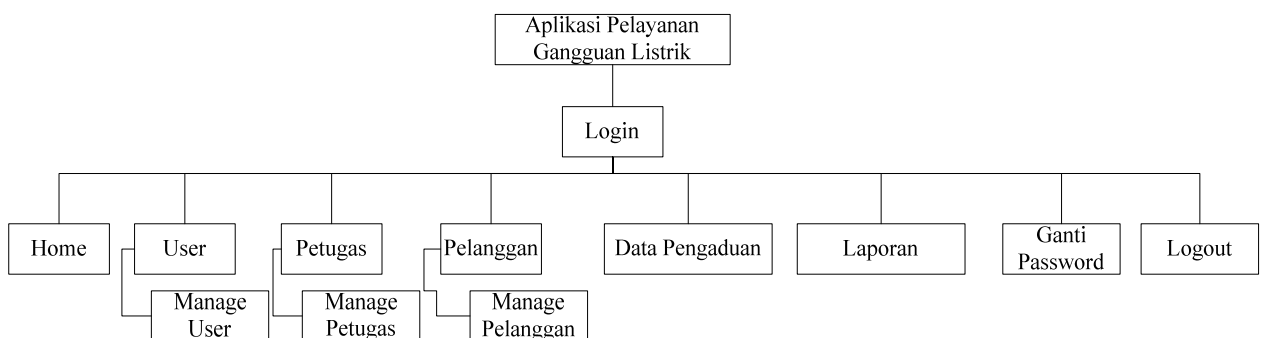 Aplikasi Pelayanan
Gangguan Listrik
Login
Home
User
Petugas
Pelanggan
Data Pengaduan
Laporan
Ganti
Password
Logout
Manage
User
Manage
Petugas
Manage
Pelanggan